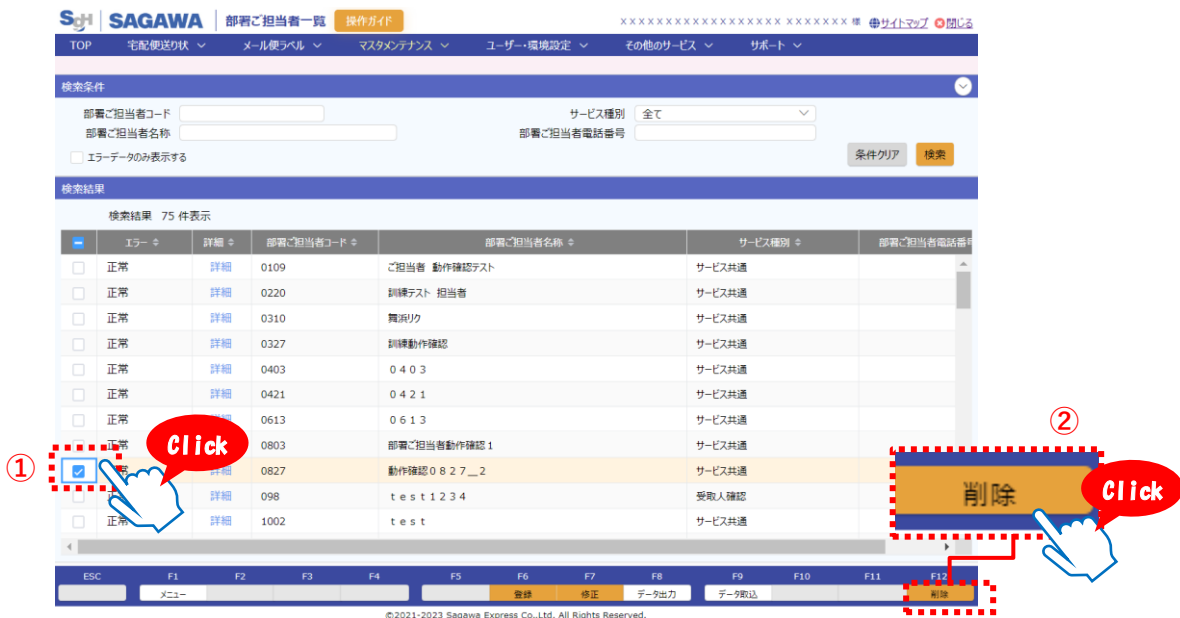 SGH SAGAWA 部署ご担当者一覧 操作ガイド ×××××××××××××××××× ××××××× 様 サイトマップ 閉じる
TOP 宅配便送り状 メール便ラベル マスタメンテナンス ユーザー・環境設定 その他のサービス サポート
検索条件
部署ご担当者コード サービス種別 全て
部署ご担当者名称 部署ご担当者電話番号
エラーデータのみ表示する 条件クリア 検索
検索結果
検索結果 75 件表示
エラー 詳細 部署ご担当者コード 部署ご担当者名称 サービス種別 部署ご担当者電話番号
正常 詳細 0109 ご担当者 動作確認テスト サービス共通
正常 詳細 0220 訓練テスト 担当者 サービス共通
正常 詳細 0310 舞浜リク サービス共通
正常 詳細 0327 訓練動作確認 サービス共通
正常 詳細 0403 0403 サービス共通
正常 詳細 0421 0421 サービス共通
正常 0613 0613 サービス共通
②
正常 Click 0803 部署ご担当者動作確認1 サービス共通
① 常 詳細 0827 動作確認0827__2 サービス共通
削除 Click
詳細 098 test1234 受取人確認
正常 詳細 1002 test サービス共通
ESC F1 F2 F3 F4 F5 F6 F7 F8 F9 F10 F11 F12
メニュー 登録 修正 データ出力 データ取込 削除
©2021-2023 Sagawa Express Co.,Ltd. All Rights Reserved.